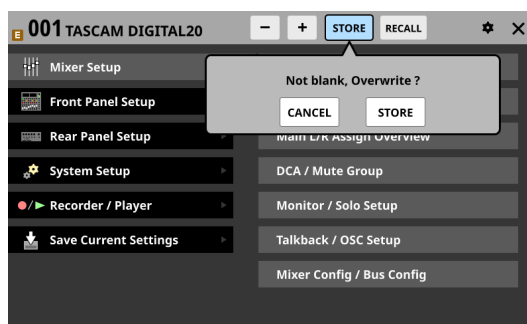 E 001 TASCAM DIGITAL20 − + STORE RECALL
Not blank, Overwrite ?
CANCEL STORE
Mixer Setup
Front Panel Setup
Rear Panel Setup
System Setup
Recorder / Player
Save Current Settings
Main L/R Assign Overview
DCA / Mute Group
Monitor / Solo Setup
Talkback / OSC Setup
Mixer Config / Bus Config